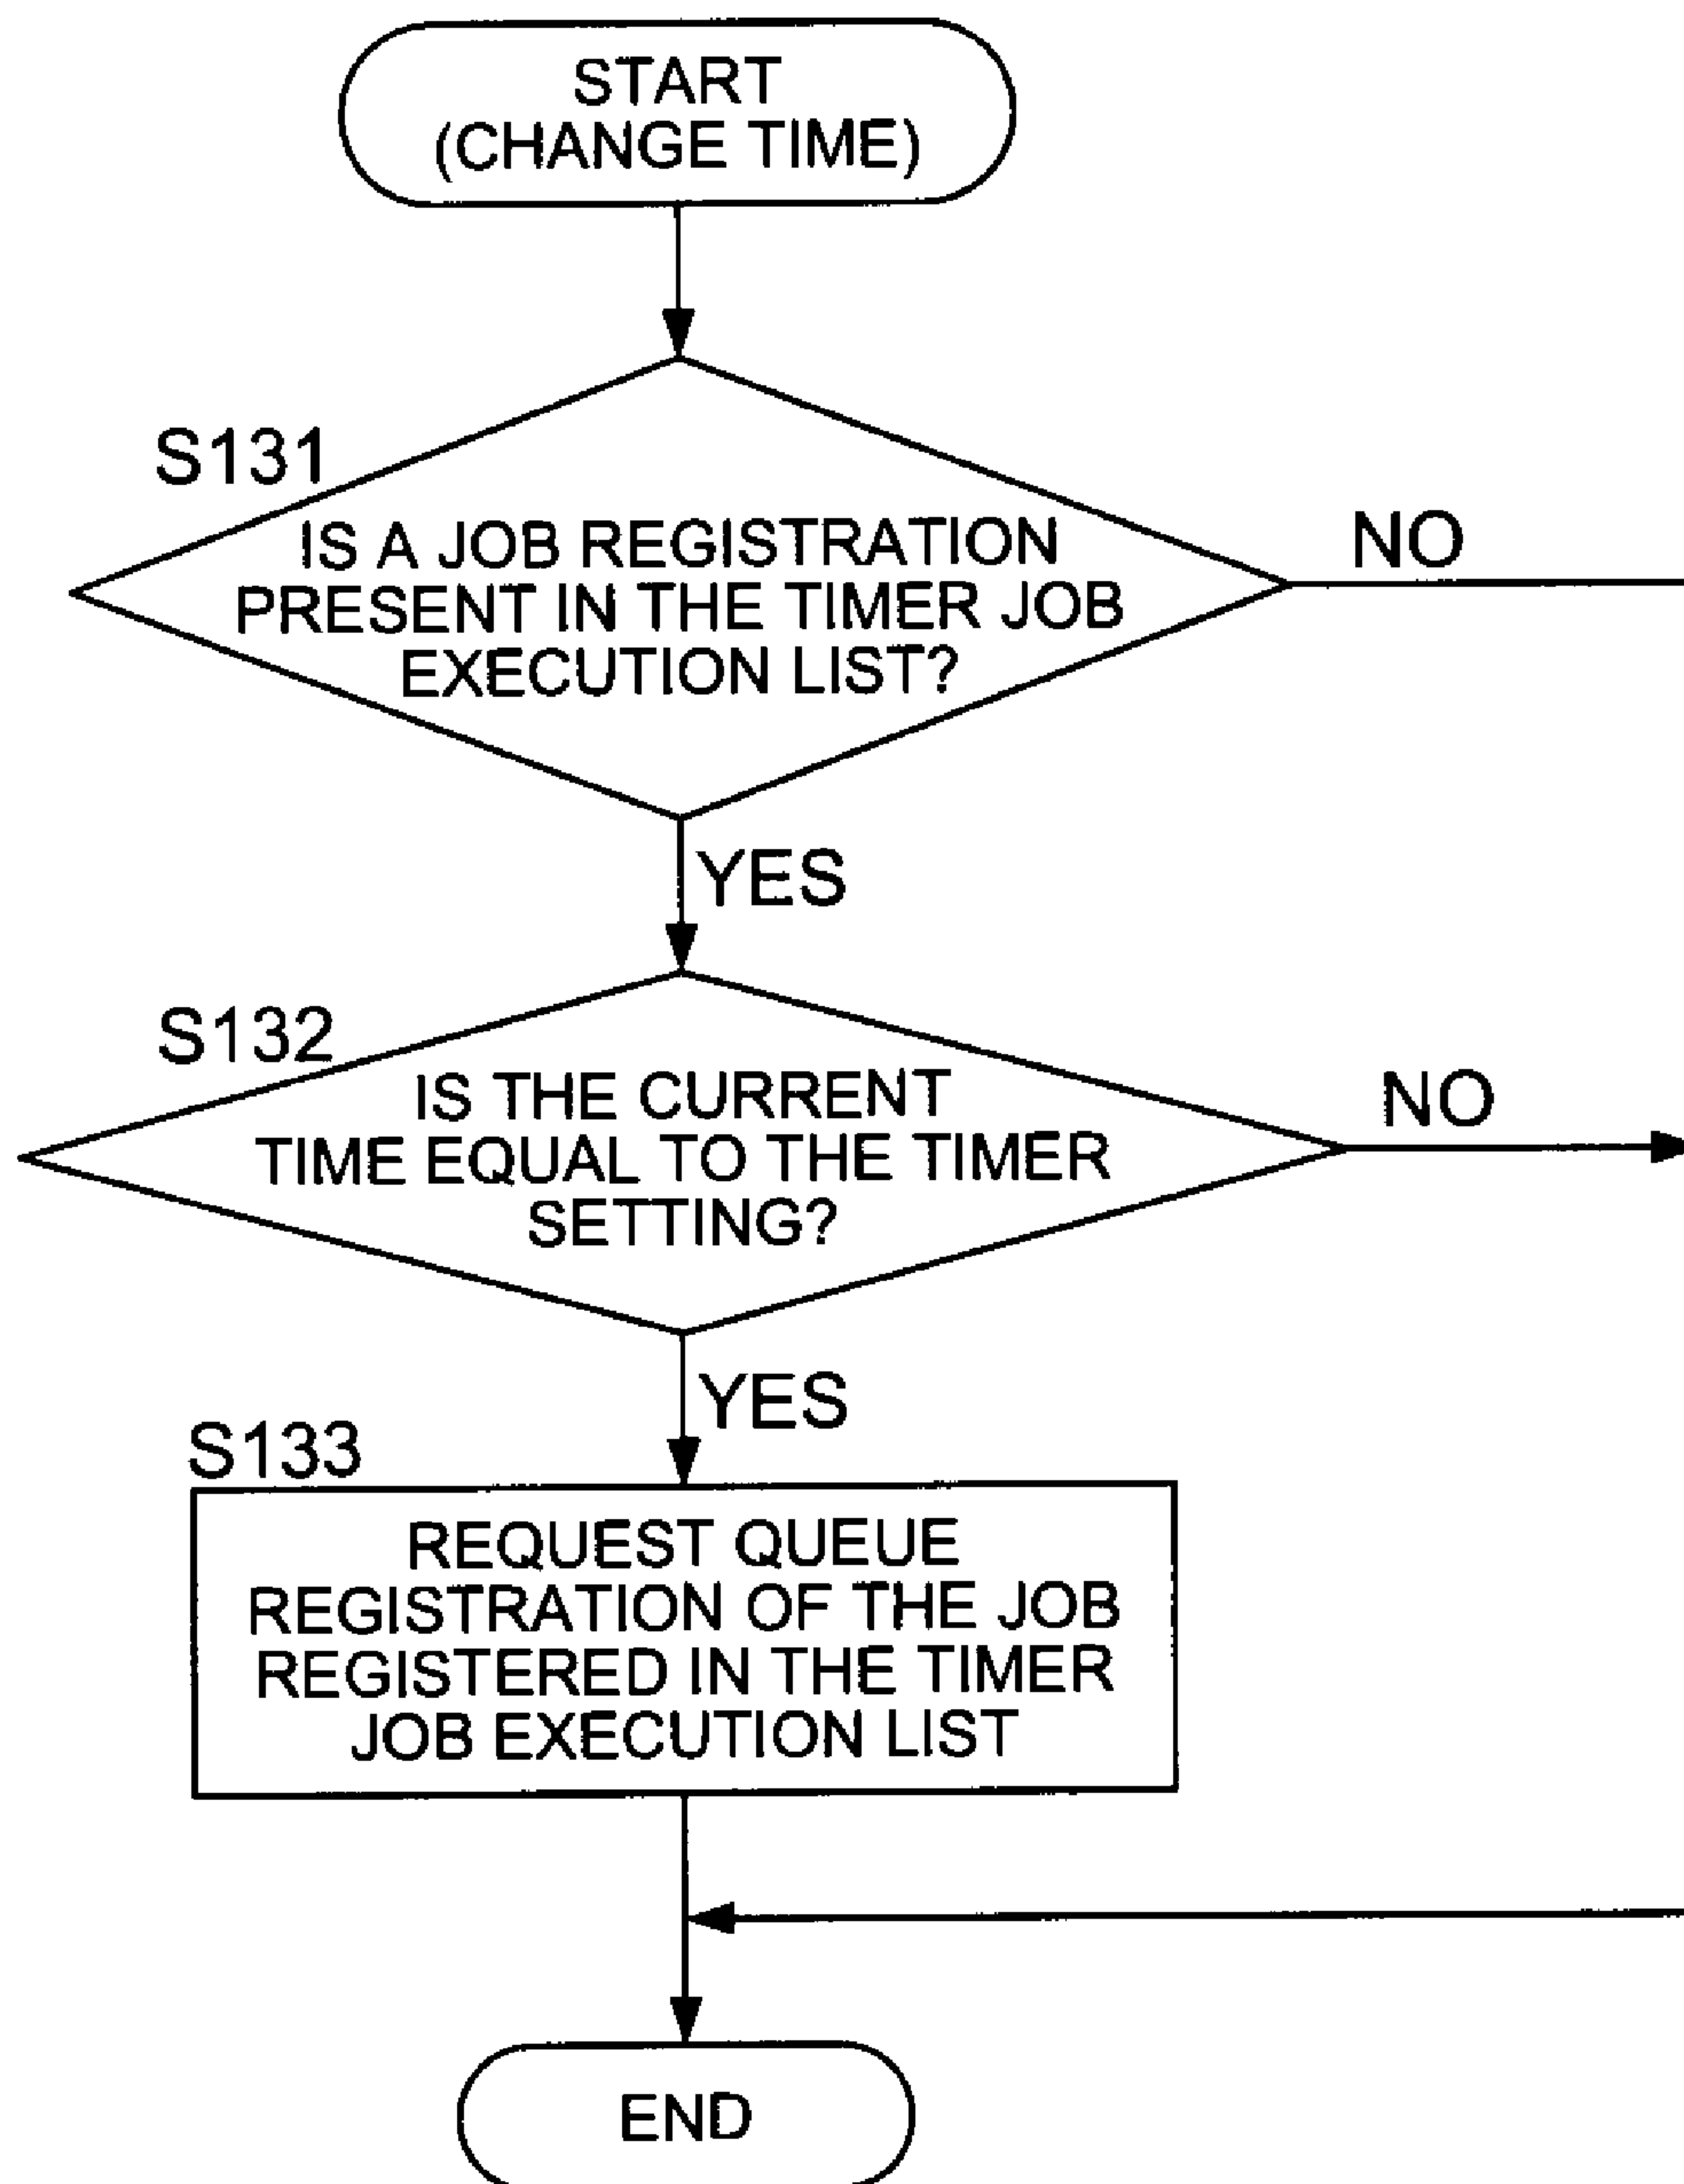 START
(CHANGE TIME)
S131
IS A JOB REGISTRATION
PRESENT IN THE TIMER JOB
EXECUTION LIST?
NO
YES
S132
IS THE CURRENT
TIME EQUAL TO THE TIMER
SETTING?
NO
YES
S133
REQUEST QUEUE
REGISTRATION OF THE JOB
REGISTERED IN THE TIMER
JOB EXECUTION LIST
END